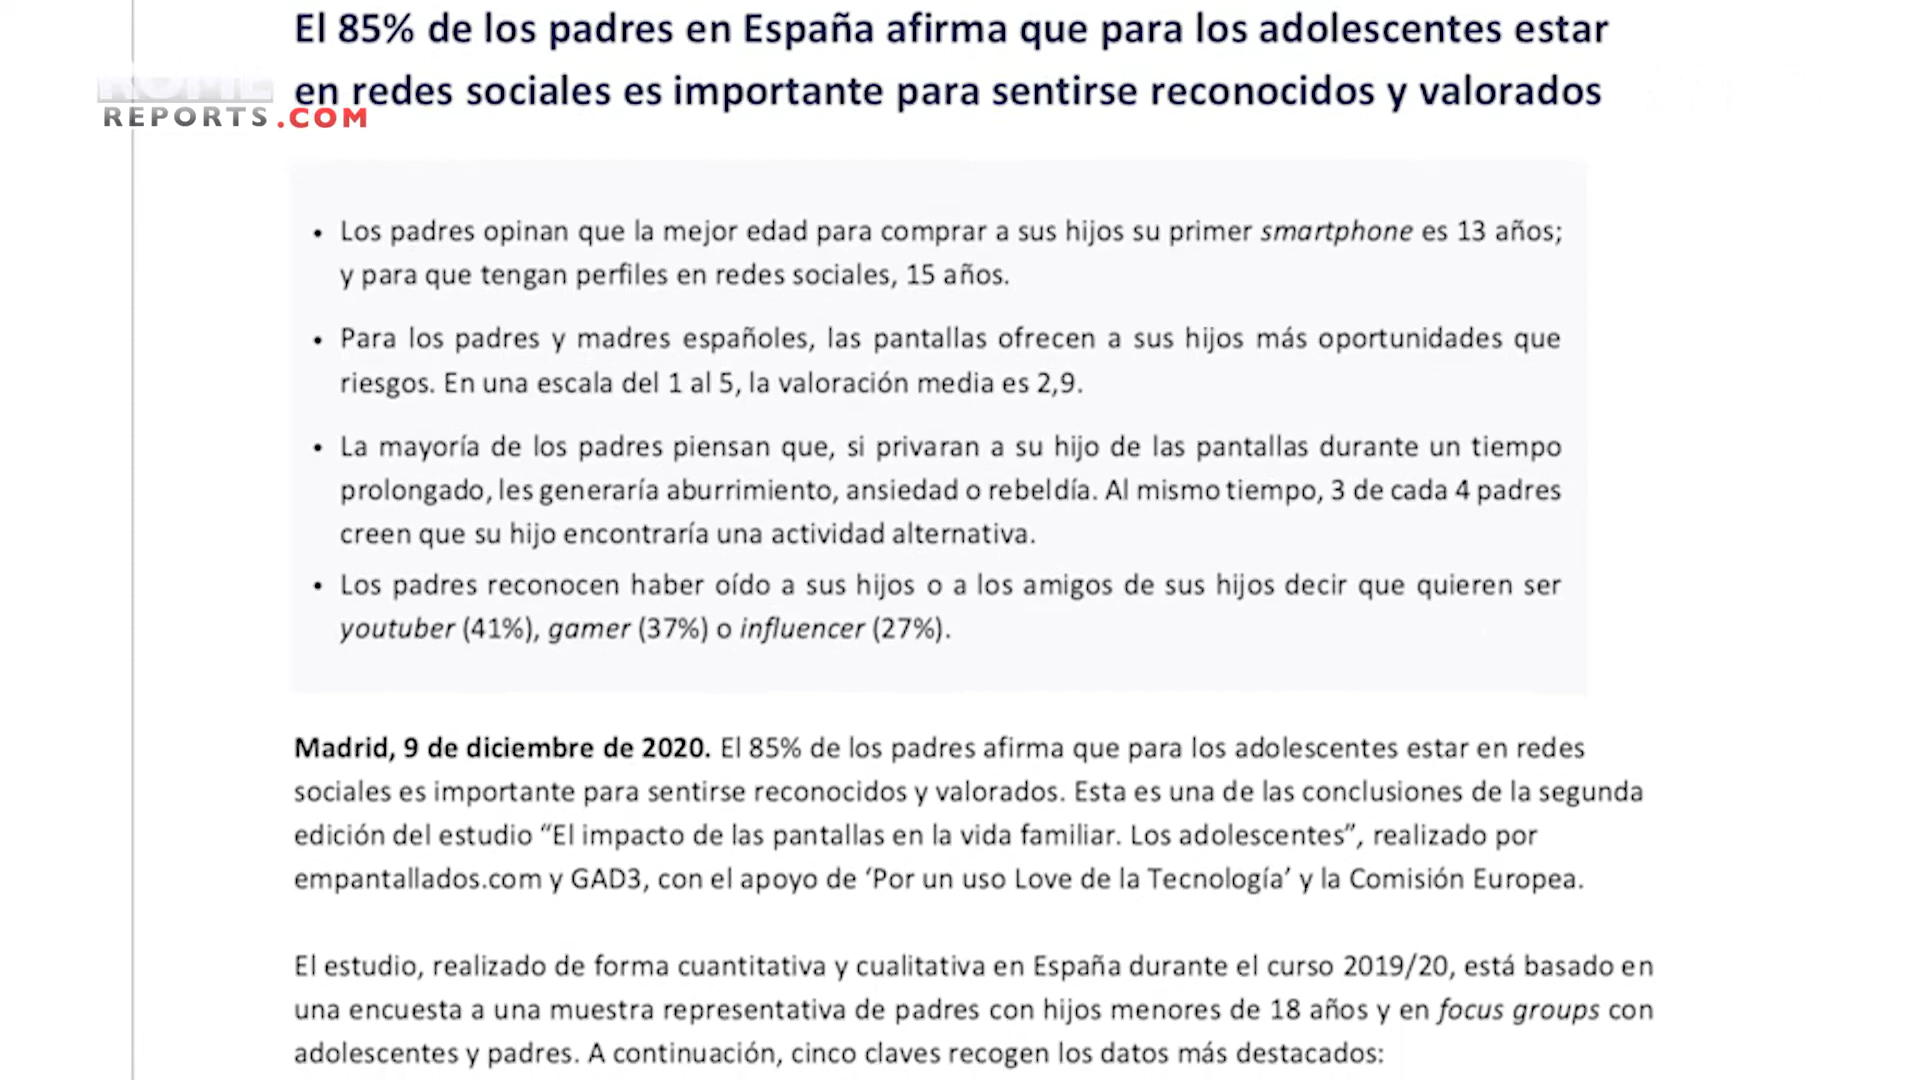 El 85% de los padres en España afirma que para los adolescentes estar
en redes sociales es importante para sentirse reconocidos y valorados
ROME
REPORTS.COM
• Los padres opinan que la mejor edad para comprar a sus hijos su primer smartphone es 13 años;
y para que tengan perfiles en redes sociales, 15 años.
• Para los padres y madres españoles, las pantallas ofrecen a sus hijos más oportunidades que
riesgos. En una escala del 1 al 5, la valoración media es 2,9.
• La mayoría de los padres piensan que, si privaran a su hijo de las pantallas durante un tiempo
prolongado, les generaría aburrimiento, ansiedad o rebeldía. Al mismo tiempo, 3 de cada 4 padres
creen que su hijo encontraría una actividad alternativa.
• Los padres reconocen haber oído a sus hijos o a los amigos de sus hijos decir que quieren ser
youtuber (41%), gamer (37%) o influencer (27%).
Madrid, 9 de diciembre de 2020. El 85% de los padres afirma que para los adolescentes estar en redes
sociales es importante para sentirse reconocidos y valorados. Esta es una de las conclusiones de la segunda
edición del estudio “El impacto de las pantallas en la vida familiar. Los adolescentes”, realizado por
empantallados.com y GAD3, con el apoyo de ‘Por un uso Love de la Tecnología’ y la Comisión Europea.
El estudio, realizado de forma cuantitativa y cualitativa en España durante el curso 2019/20, está basado en
una encuesta a una muestra representativa de padres con hijos menores de 18 años y en focus groups con
adolescentes y padres. A continuación, cinco claves recogen los datos más destacados: